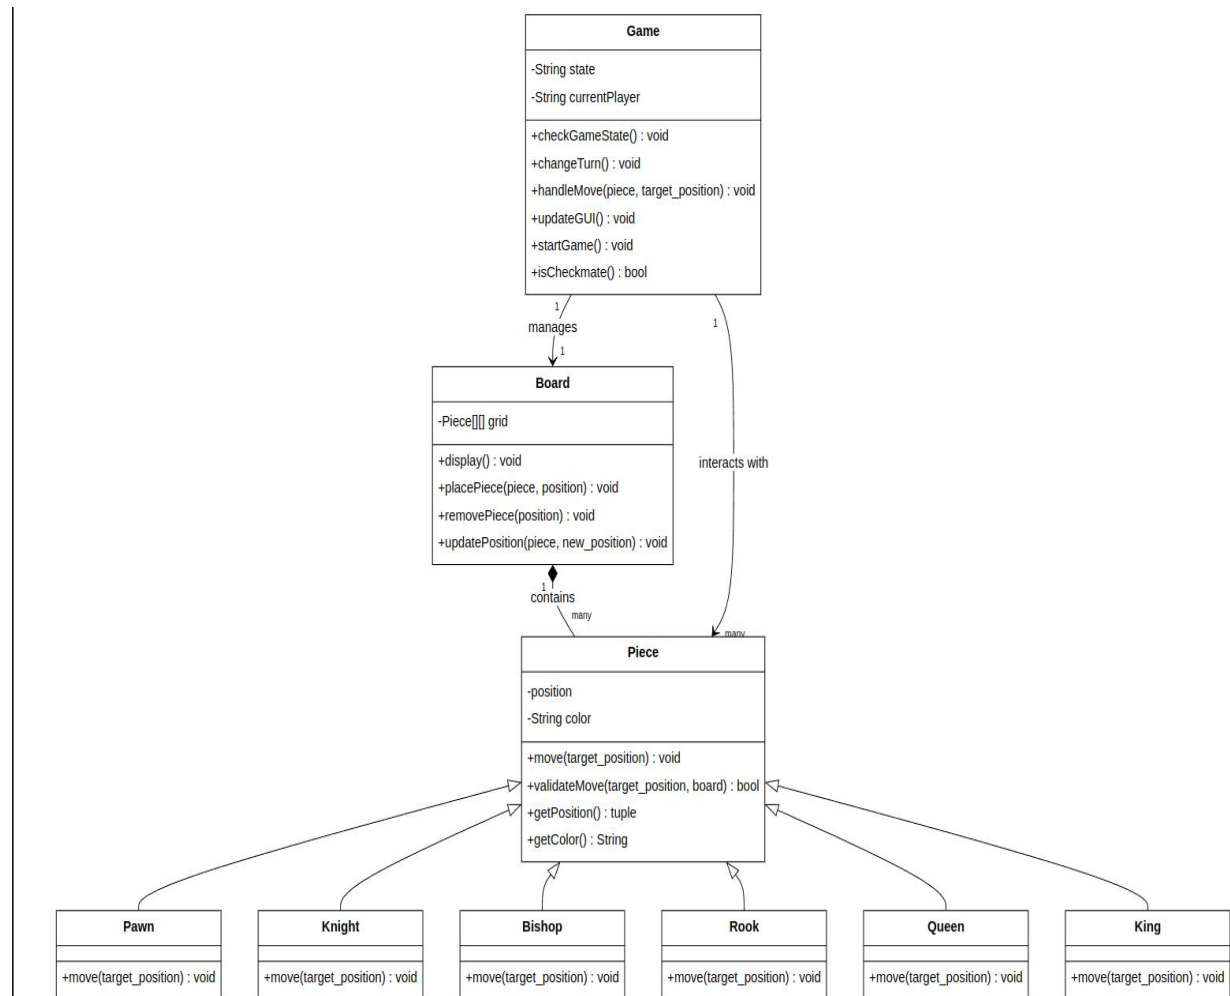 Game
-String state
-String currentPlayer
+checkGameState() : void
+changeTurn() : void
+handleMove(piece, target_position) : void
+updateGUI() : void
+startGame() : void
+isCheckmate() : bool
1
1
manages
1
Board
-Piece[][] grid
+display() : void
+placePiece(piece, position) : void
+removePiece(position) : void
+updatePosition(piece, new_position) : void
interacts with
1
contains
many
many
Piece
-position
-String color
+move(target_position) : void
+validateMove(target_position, board) : bool
+getPosition() : tuple
+getColor() : String
Pawn
+move(target_position) : void
Knight
+move(target_position) : void
Bishop
+move(target_position) : void
Rook
+move(target_position) : void
Queen
+move(target_position) : void
King
+move(target_position) : void